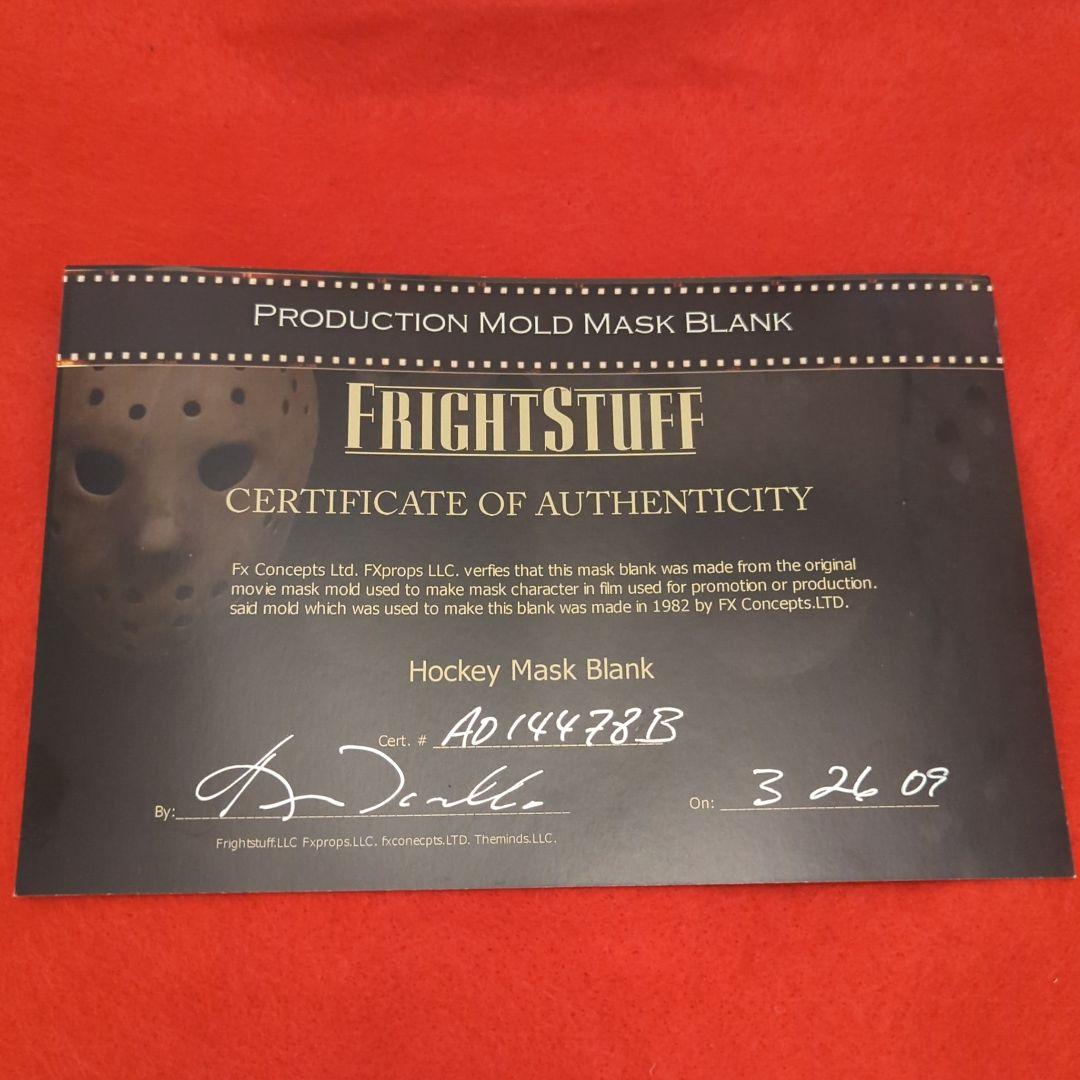 PRODUCTION MOLD MASK BLANK
FRIGHTSTUFF
CERTIFICATE OF AUTHENTICITY
Fx Concepts Ltd. FXprops LLC. verfies that this mask blank was made from the original
movie mask mold used to make mask character in film used for promotion or production.
said mold which was used to make this blank was made in 1982 by FX Concepts.LTD.
Hockey Mask Blank
Cert. # AD14478B
By:
On: 3 26 09
Frightstuff.LLC Fxprops.LLC. fxconecpts.LTD. Theminds.LLC.